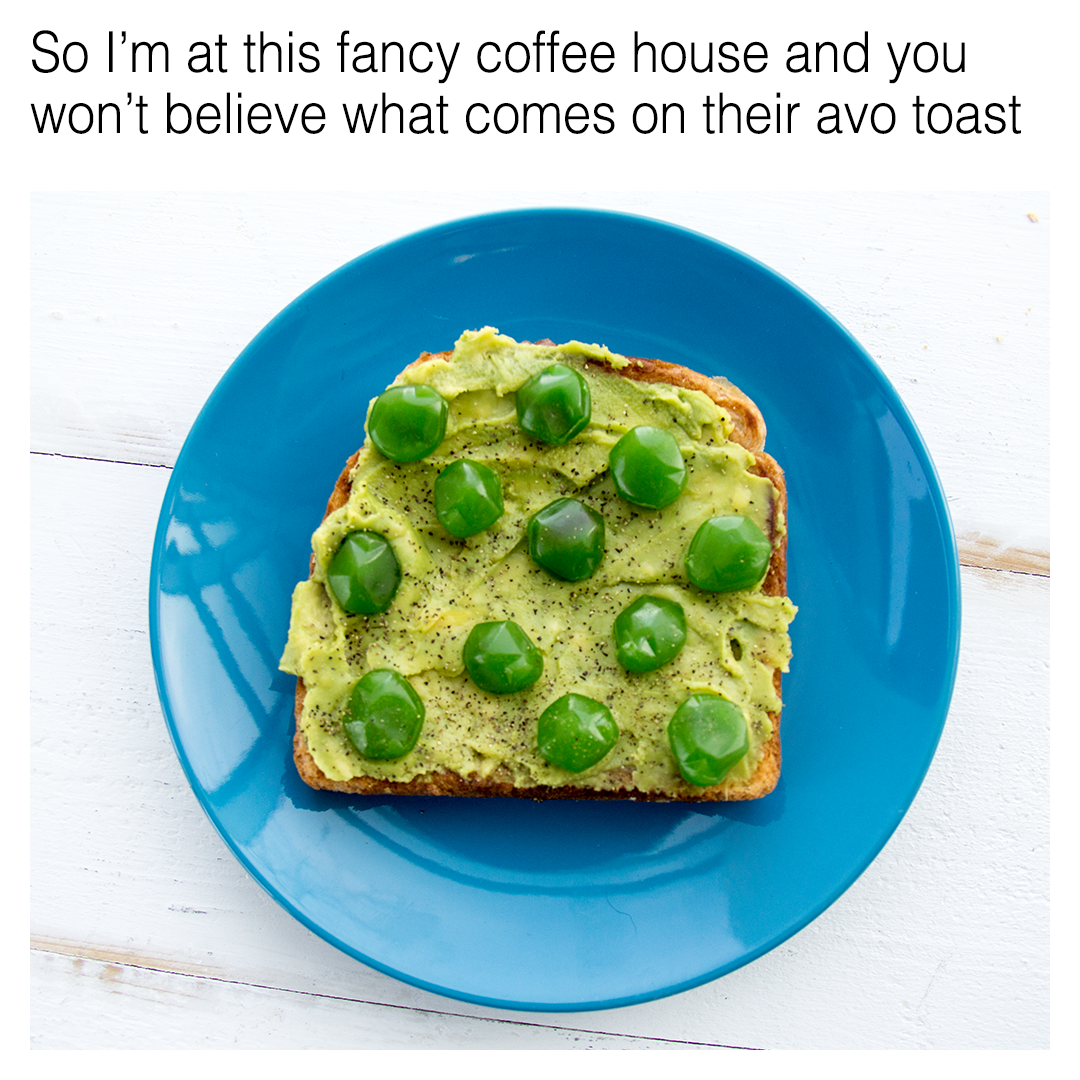 So I’m at this fancy coffee house and you
won’t believe what comes on their avo toast